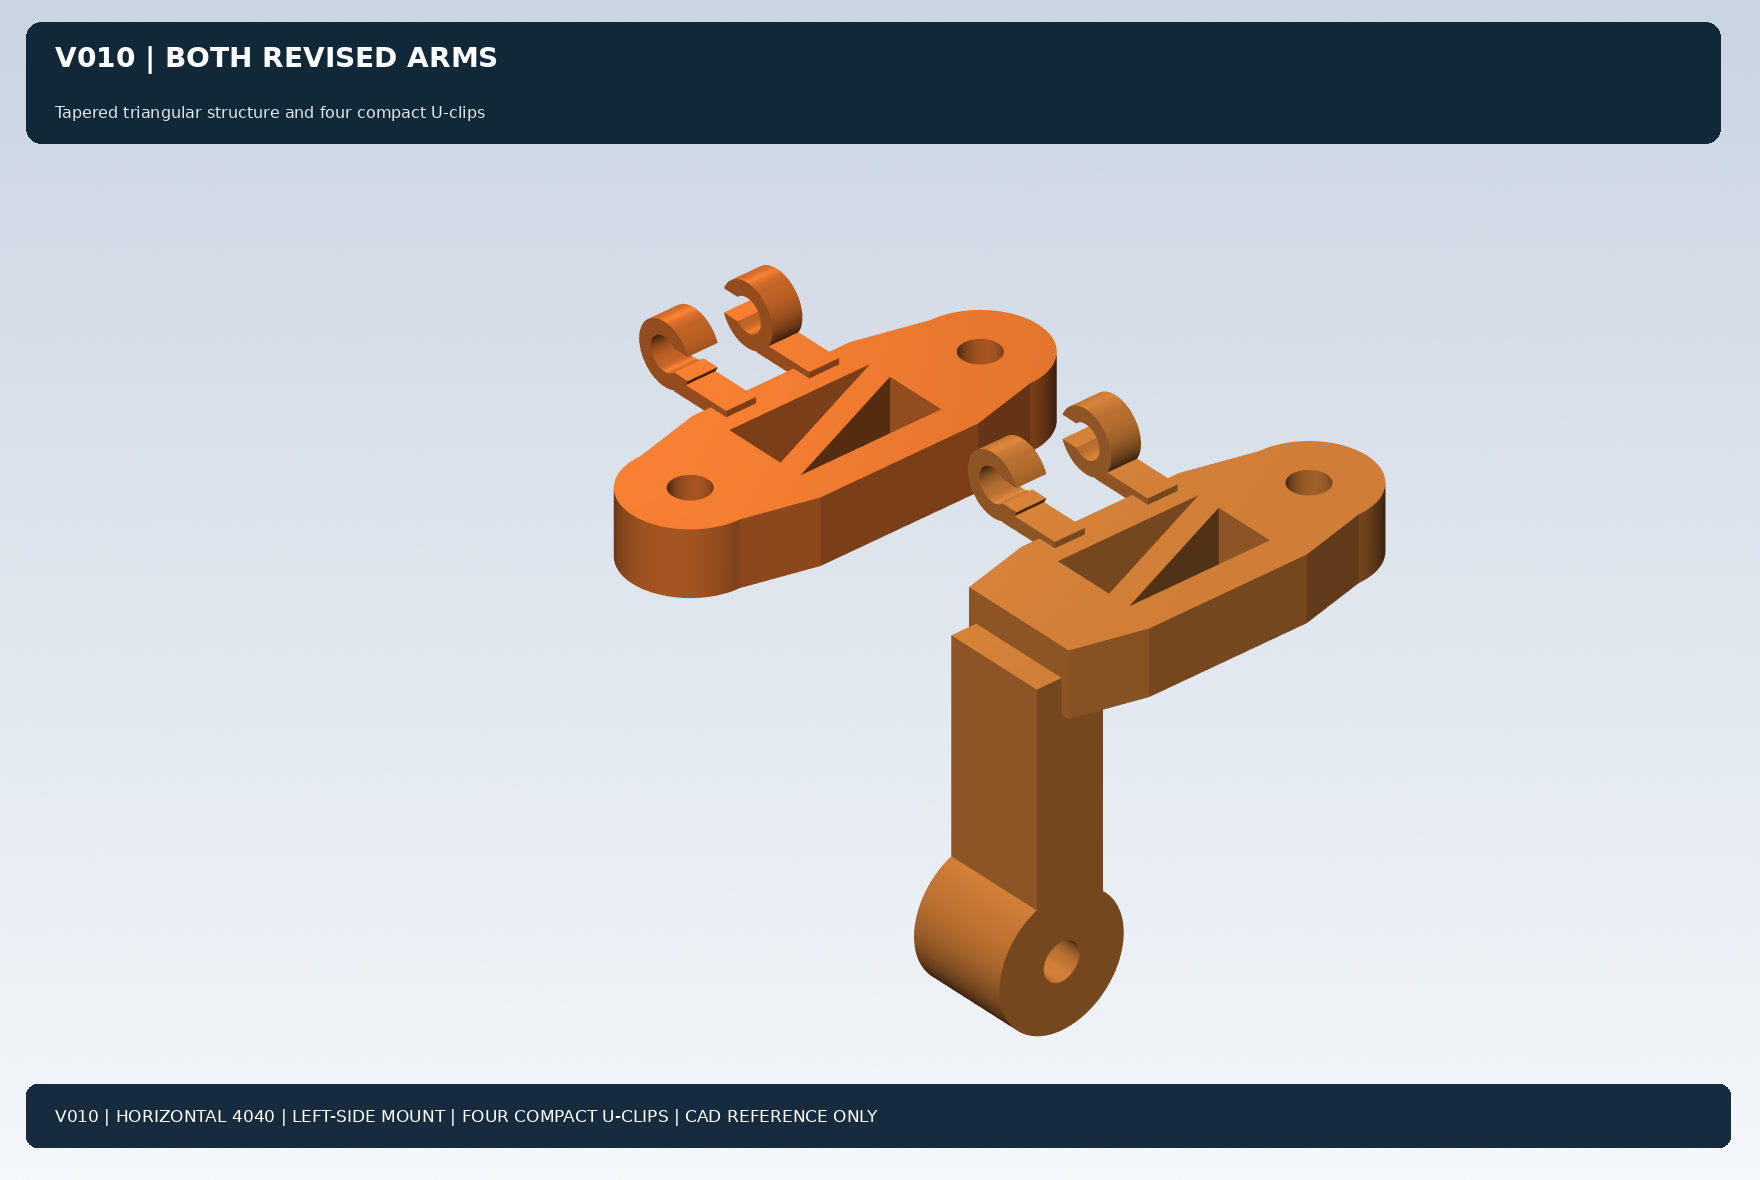 V010 | BOTH REVISED ARMS
Tapered triangular structure and four compact U-clips
V010 | HORIZONTAL 4040 | LEFT-SIDE MOUNT | FOUR COMPACT U-CLIPS | CAD REFERENCE ONLY